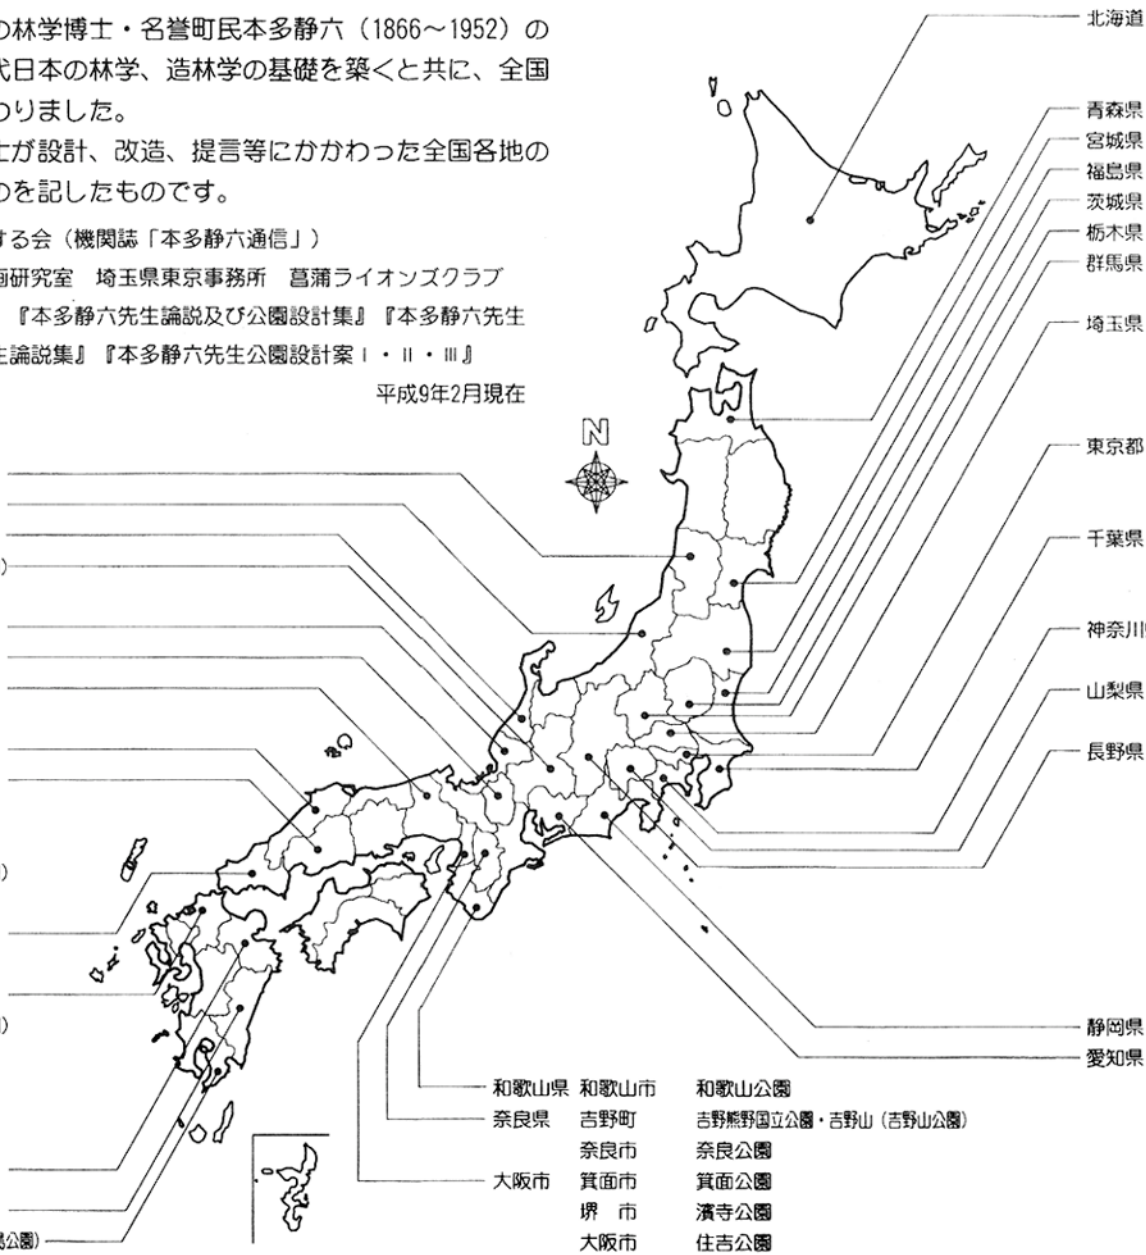 の林学博士・名誉町民本多静六（1866～1952）の
代日本の林学、造林学の基礎を築くと共に、全国
わりました。
士が設計、改造、提言等にかかわった全国各地の
のを記したものです。
する会（機関誌「本多静六通信」）
画研究室　埼玉県東京事務所　菖蒲ライオンズクラブ
『本多静六先生論説及び公園設計集』『本多静六先生
生論説集』『本多静六先生公園設計案Ⅰ・Ⅱ・Ⅲ』
平成9年2月現在
N
北海道
青森県
宮城県
福島県
茨城県
栃木県
群馬県
埼玉県
東京都
千葉県
神奈川
山梨県
長野県
静岡県
愛知県
和歌山県　和歌山市　和歌山公園
奈良県　吉野町　吉野熊野国立公園・吉野山（吉野山公園）
奈良市　奈良公園
大阪市　箕面市　箕面公園
堺　市　濱寺公園
大阪市　住吉公園
公園）